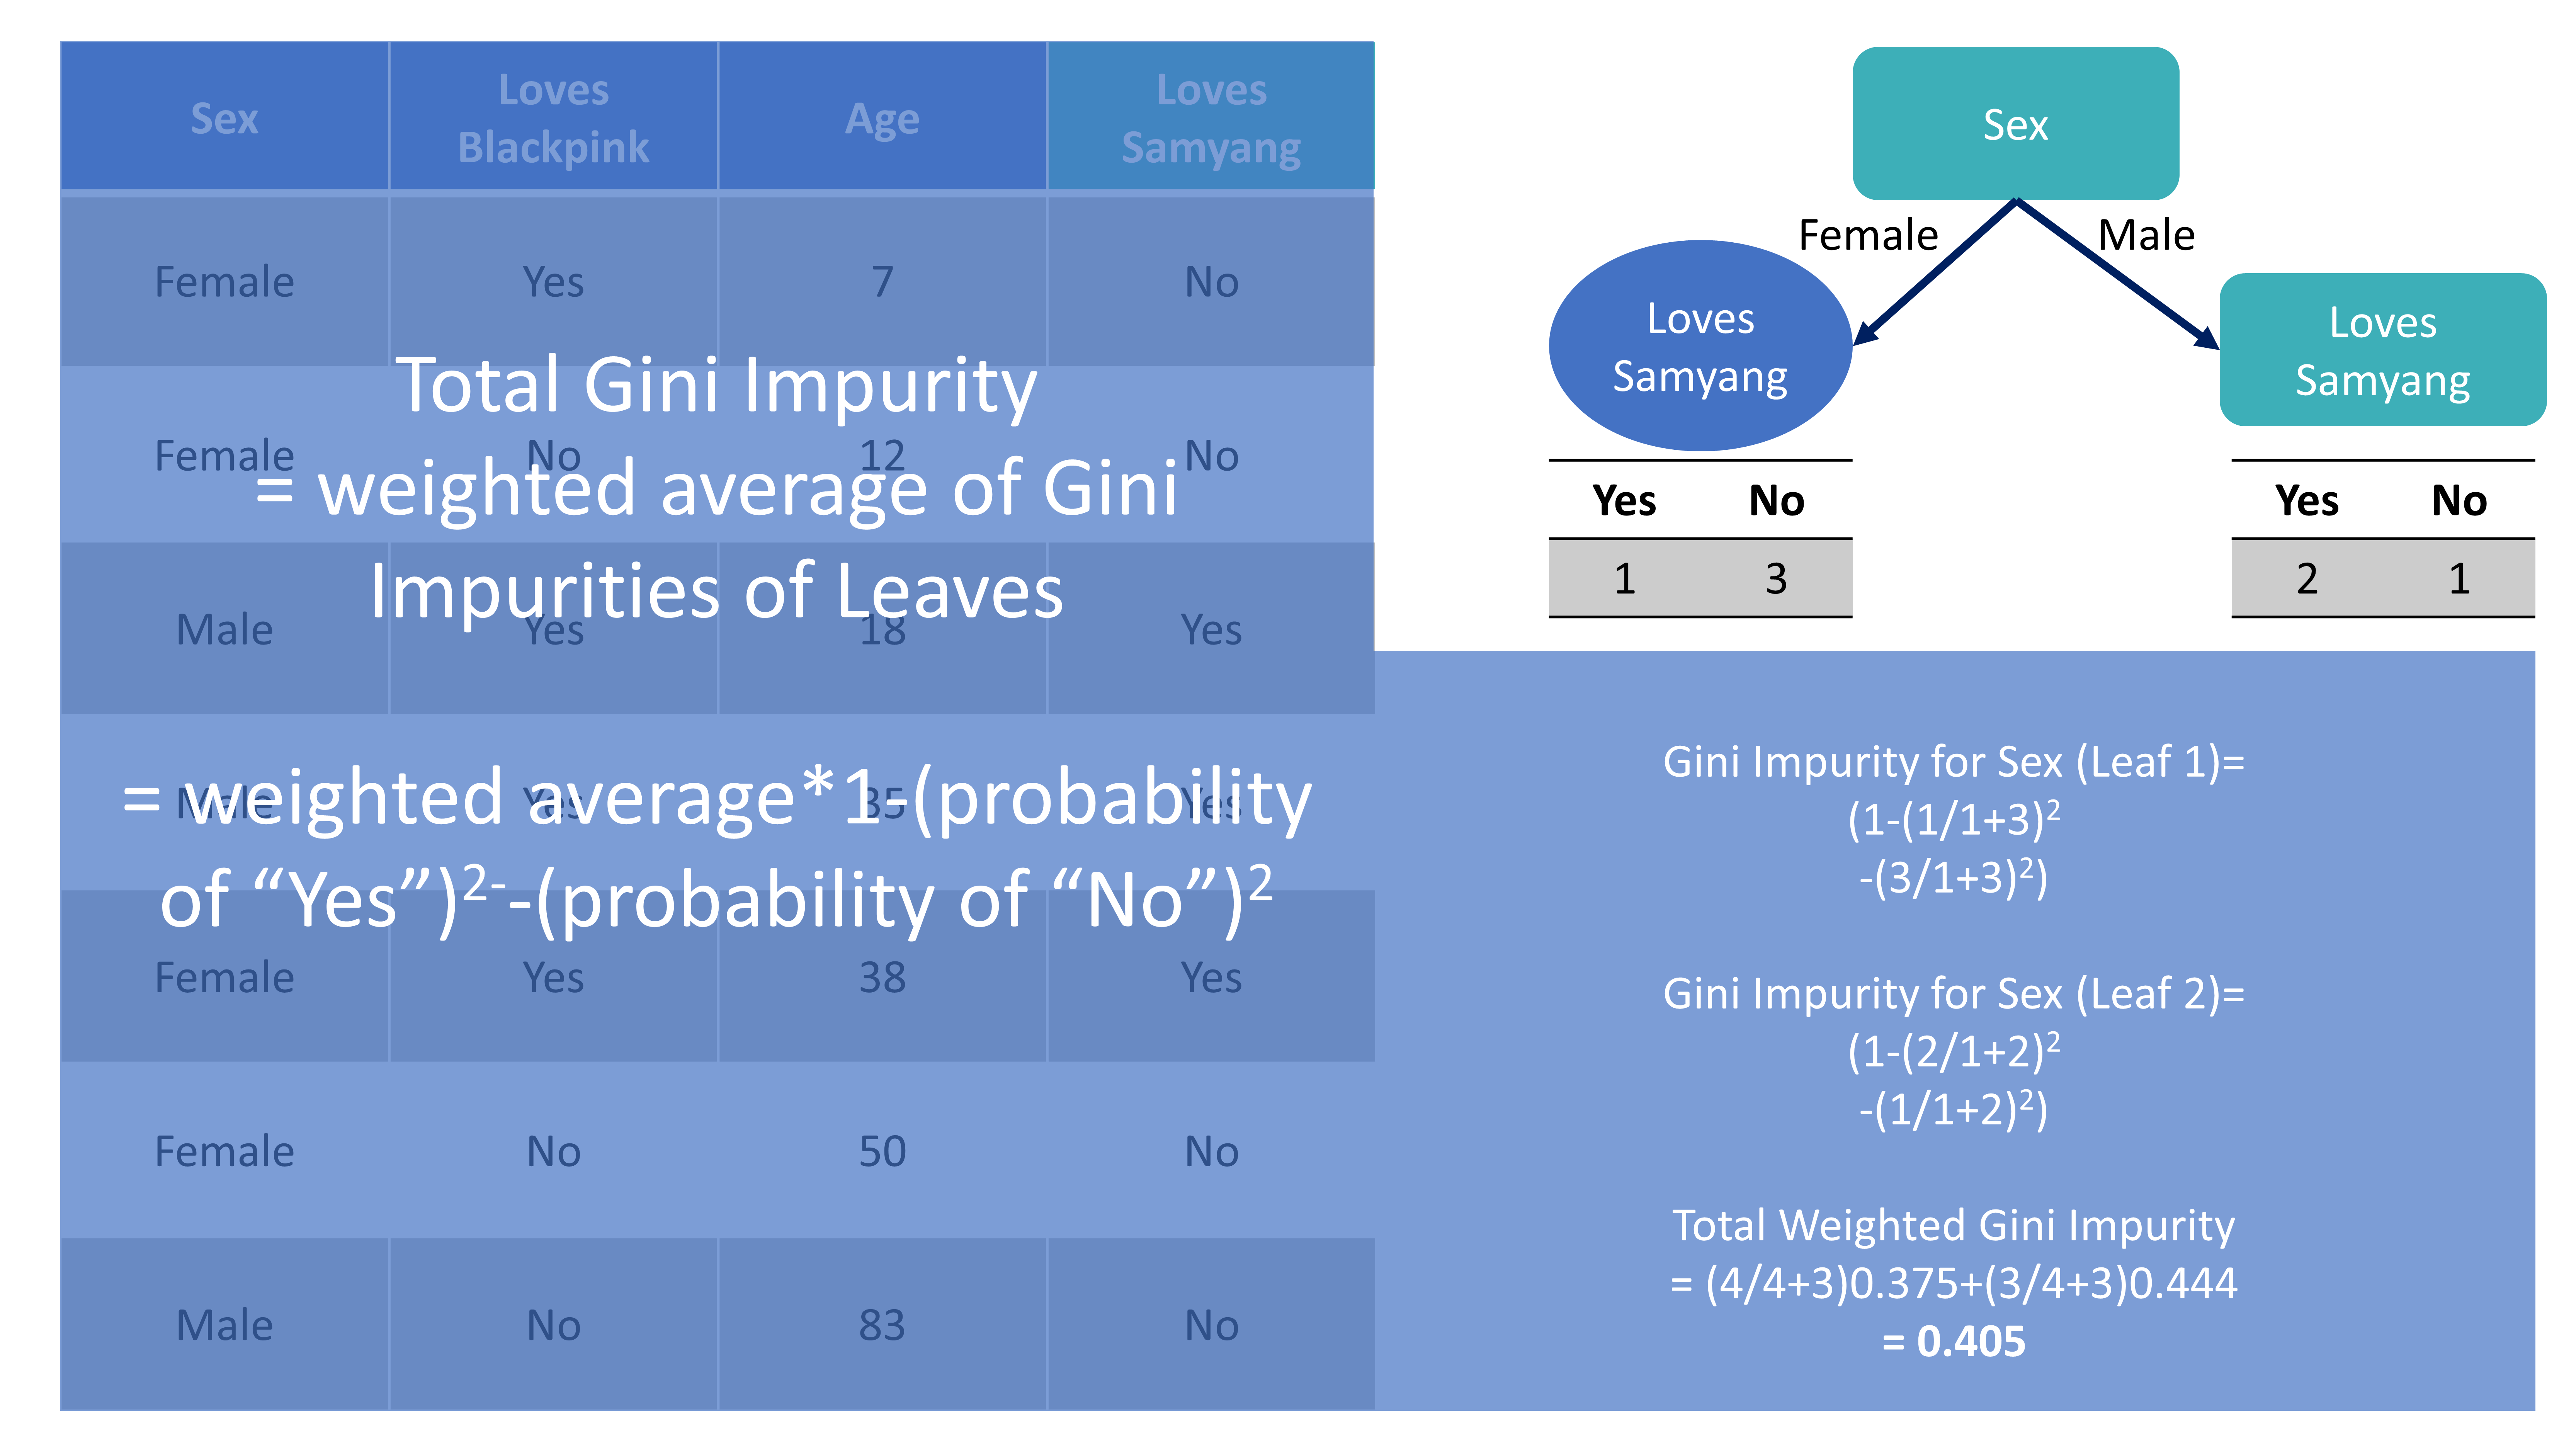 Sex
Loves
Blackpink
Age
Loves
Samyang
Female Yes 7 No
Female No 12 No
Male Yes 18 Yes
Male Yes 35 Yes
Female Yes 38 Yes
Female No 50 No
Male No 83 No
Total Gini Impurity
= weighted average of Gini
Impurities of Leaves
= weighted average*1-(probability
of “Yes”)²⁻-(probability of “No”)²
Sex
Female
Male
Loves
Samyang
Yes No
1 3
Loves
Samyang
Yes No
2 1
Gini Impurity for Sex (Leaf 1)=
(1-(1/1+3)²
-(3/1+3)²)
Gini Impurity for Sex (Leaf 2)=
(1-(2/1+2)²
-(1/1+2)²)
Total Weighted Gini Impurity
= (4/4+3)0.375+(3/4+3)0.444
= 0.405